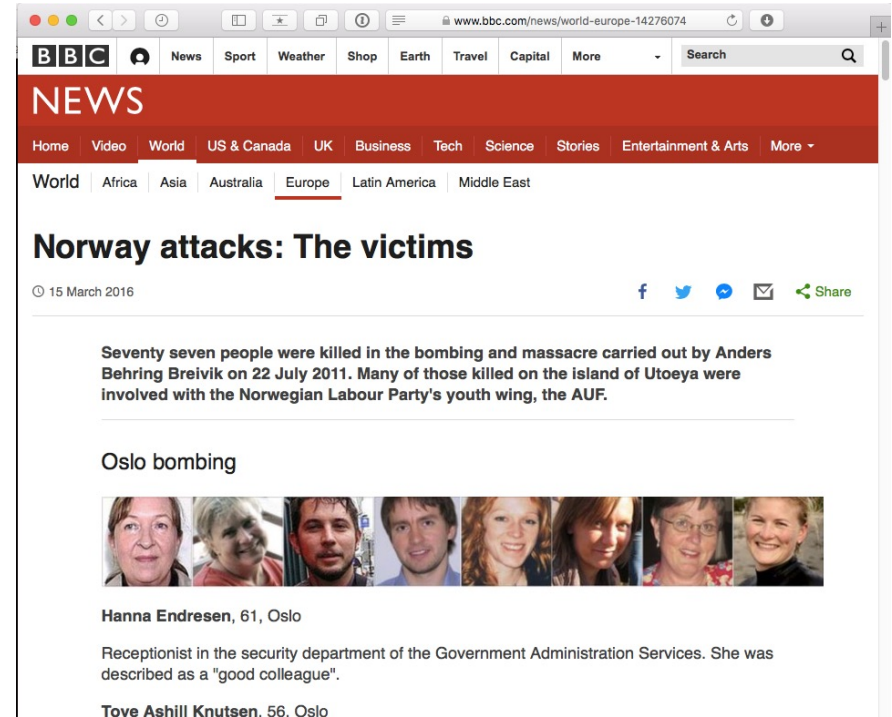 www.bbc.com/news/world-europe-14276074
BBC News Sport Weather Shop Earth Travel Capital More Search
NEWS
Home Video World US & Canada UK Business Tech Science Stories Entertainment & Arts More
World Africa Asia Australia Europe Latin America Middle East
Norway attacks: The victims
15 March 2016 Share
Seventy seven people were killed in the bombing and massacre carried out by Anders
Behring Breivik on 22 July 2011. Many of those killed on the island of Utoeya were
involved with the Norwegian Labour Party's youth wing, the AUF.
Oslo bombing
Hanna Endresen, 61, Oslo
Receptionist in the security department of the Government Administration Services. She was
described as a "good colleague".
Tove Ashill Knutsen, 56, Oslo